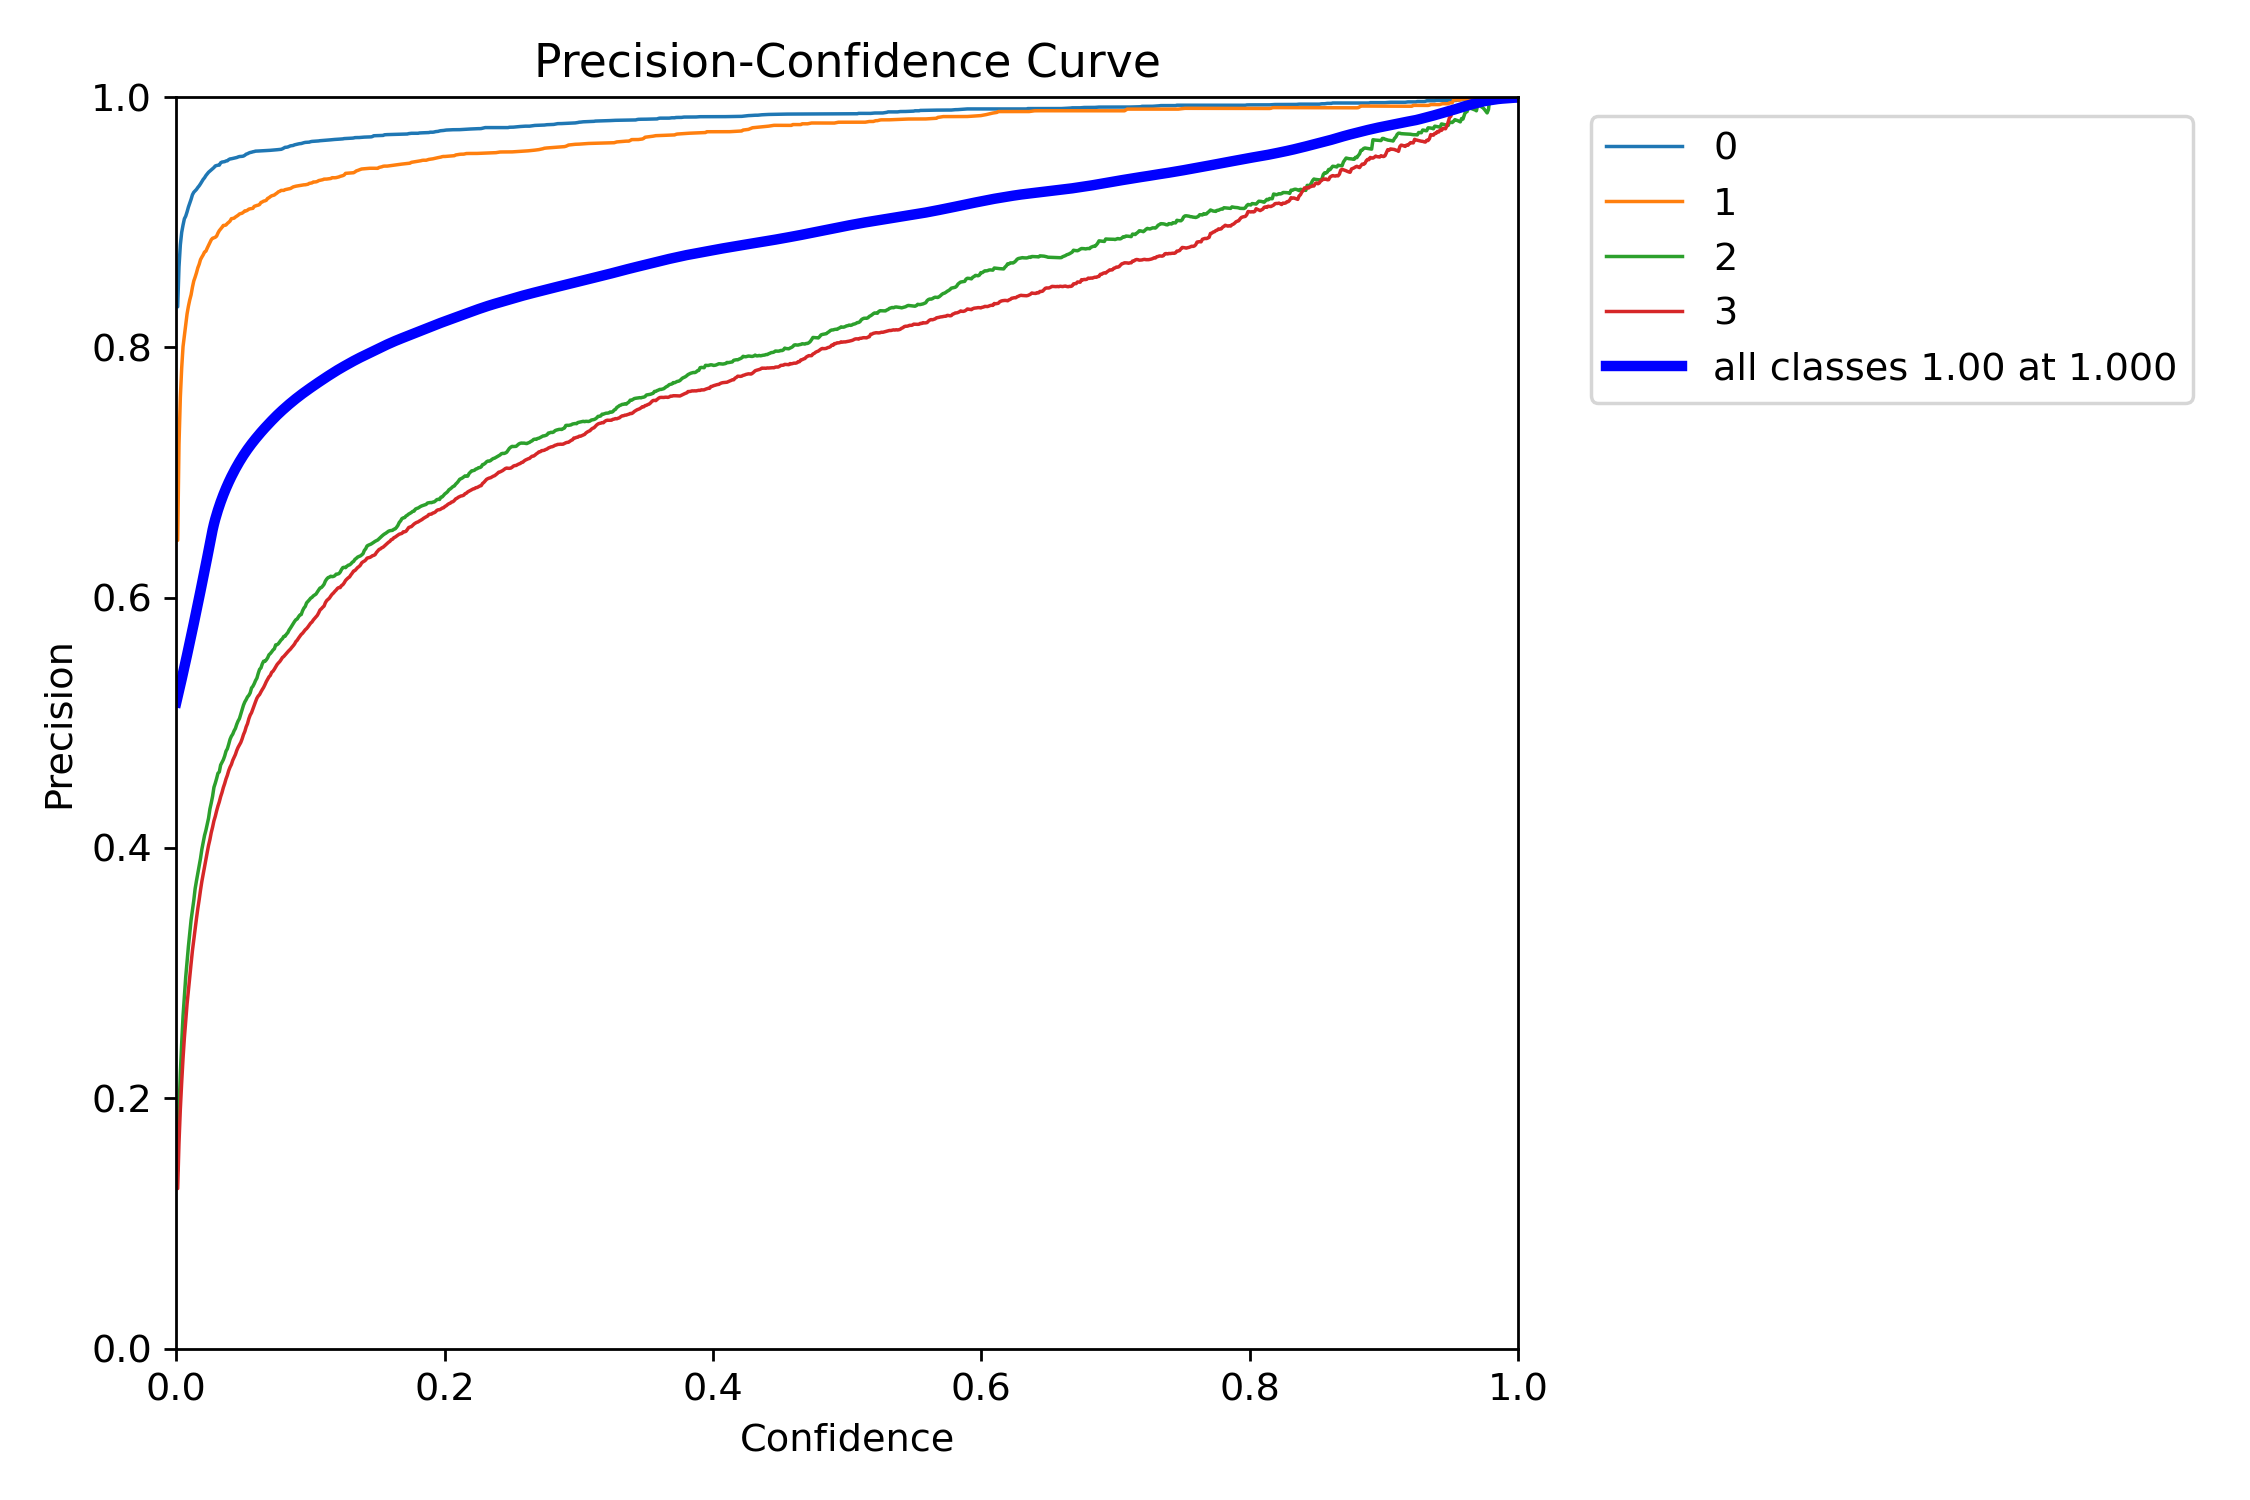 Precision-Confidence Curve
1.0
0.8
0.6
0.4
0.2
0.0
Precision
0.0 0.2 0.4 0.6 0.8 1.0
Confidence
0
1
2
3
all classes 1.00 at 1.000